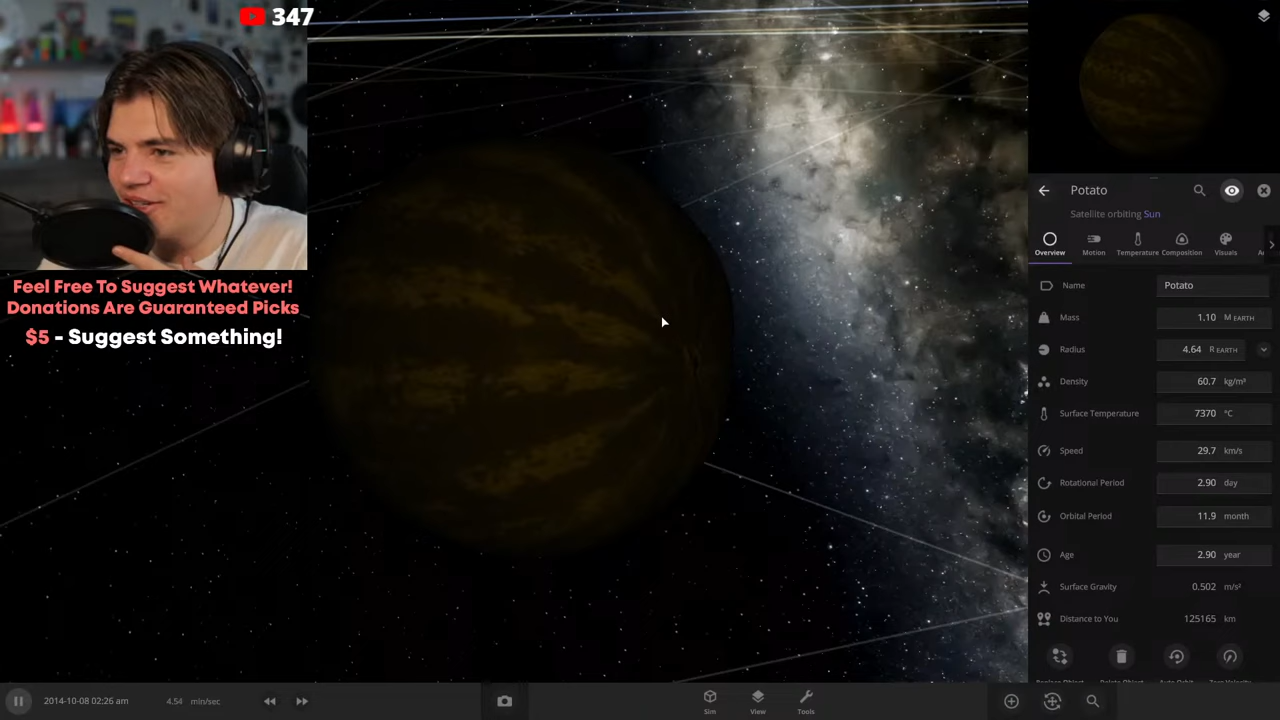 347
Feel Free To Suggest Whatever!
Donations Are Guaranteed Picks
$5 - Suggest Something!
Potato
Satellite orbiting Sun
Overview Motion Temperature Composition Visuals
Name Potato
Mass 1.10 M EARTH
Radius 4.64 R EARTH
Density 60.7 kg/m³
Surface Temperature 7370 °C
Speed 29.7 km/s
Rotational Period 2.90 day
Orbital Period 11.9 month
Age 2.90 year
Surface Gravity 0.502 m/s²
Distance to You 125165 km
2014-10-08 02:26 am 4.54 min/sec
Sim View Tools